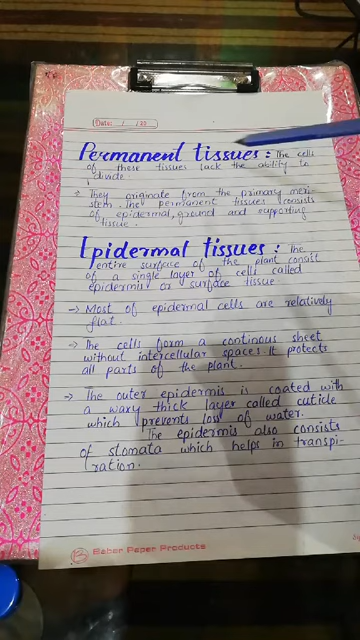 Date: / /20
Permanent tissues: The cells
of these tissues lack the ability to
divide.
→ They originate from the primary meri-
stem. The permanent tissues consists
of epidermal, ground and supporting
tissue.
Epidermal tissues: The
entire surface of the plant consist
of a single layer of cells called
epidermis or surface tissue.
→ Most of epidermal cells are relatively
flat.
→ The cells form a continous sheet
without intercellular spaces. It protects
all parts of the plant.
→ The outer epidermis is coated with
a waxy thick layer called cuticle
which prevents loss of water.
The epidermis also consists
of stomata which helps in transpi-
ration.
Babar Paper Products